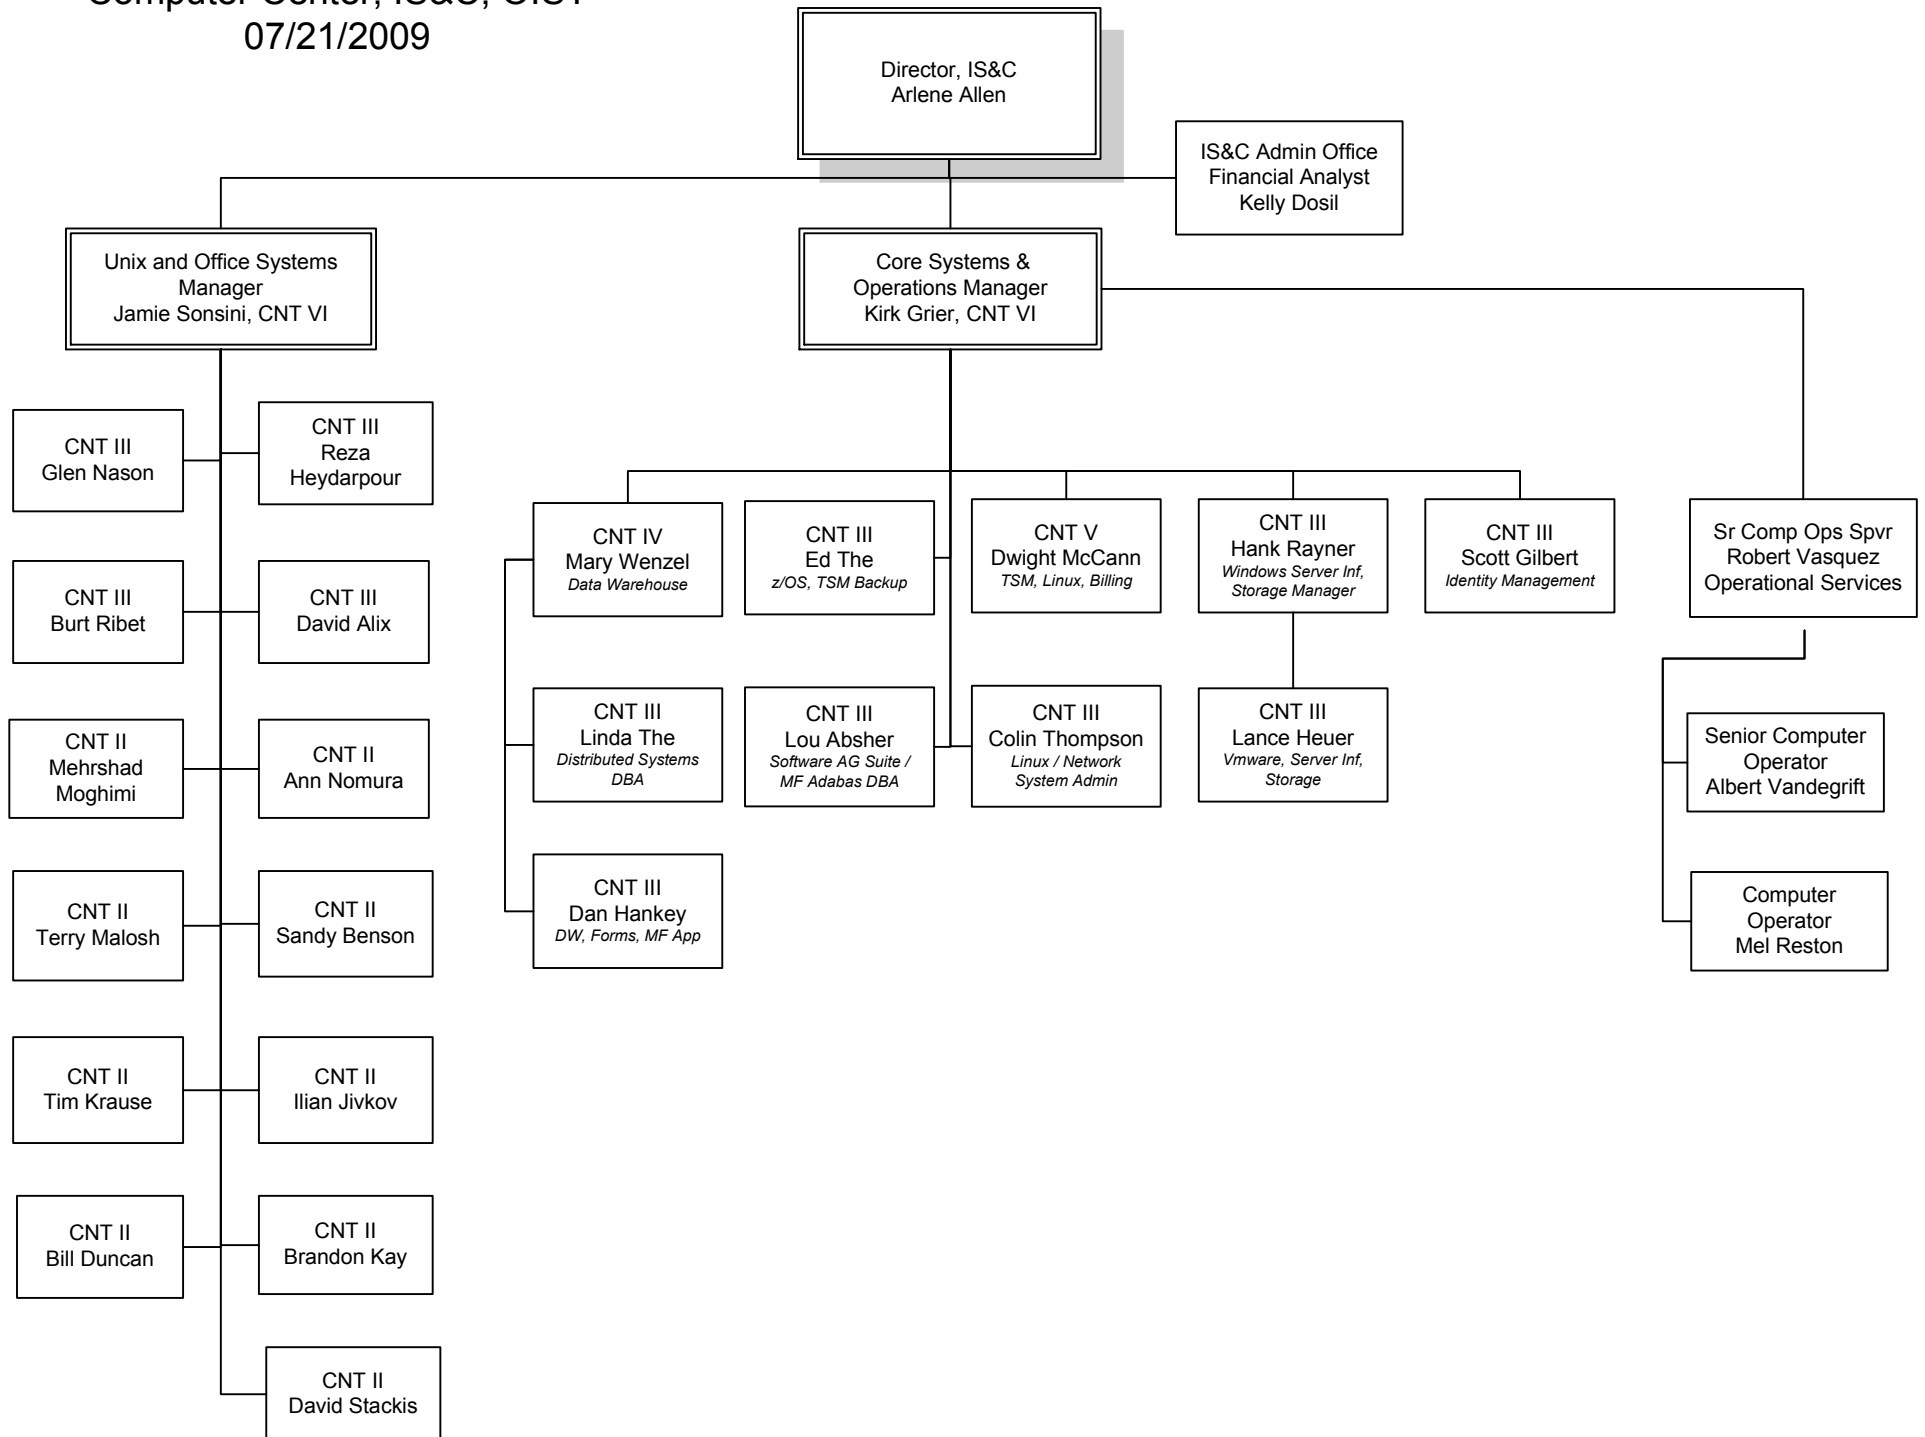 07/21/2009
Director, IS&C
Arlene Allen
IS&C Admin Office
Financial Analyst
Kelly Dosil
Unix and Office Systems
Manager
Jamie Sonsini, CNT VI
Core Systems &
Operations Manager
Kirk Grier, CNT VI
CNT III
Glen Nason
CNT III
Reza
Heydarpour
CNT III
Burt Ribet
CNT III
David Alix
CNT II
Mehrshad
Moghimi
CNT II
Ann Nomura
CNT II
Terry Malosh
CNT II
Sandy Benson
CNT II
Tim Krause
CNT II
Ilian Jivkov
CNT II
Bill Duncan
CNT II
Brandon Kay
CNT II
David Stackis
CNT IV
Mary Wenzel
Data Warehouse
CNT III
Ed The
z/OS, TSM Backup
CNT V
Dwight McCann
TSM, Linux, Billing
CNT III
Hank Rayner
Windows Server Inf,
Storage Manager
CNT III
Scott Gilbert
Identity Management
Sr Comp Ops Spvr
Robert Vasquez
Operational Services
CNT III
Linda The
Distributed Systems
DBA
CNT III
Lou Absher
Software AG Suite /
MF Adabas DBA
CNT III
Colin Thompson
Linux / Network
System Admin
CNT III
Lance Heuer
Vmware, Server Inf,
Storage
Senior Computer
Operator
Albert Vandegrift
CNT III
Dan Hankey
DW, Forms, MF App
Computer
Operator
Mel Reston